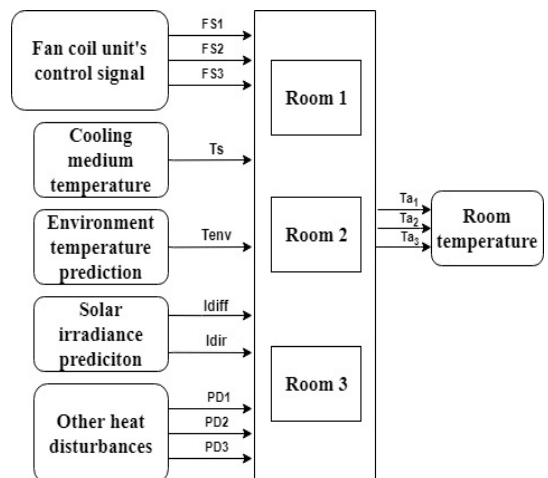 Fan coil unit's
control signal
FS1
FS2
FS3
Cooling
medium
temperature
Ts
Environment
temperature
prediction
Tenv
Solar
irradiance
prediciton
Idiff
Idir
Other heat
disturbances
PD1
PD2
PD3
Room 1
Room 2
Room 3
Ta1
Ta2
Ta3
Room
temperature